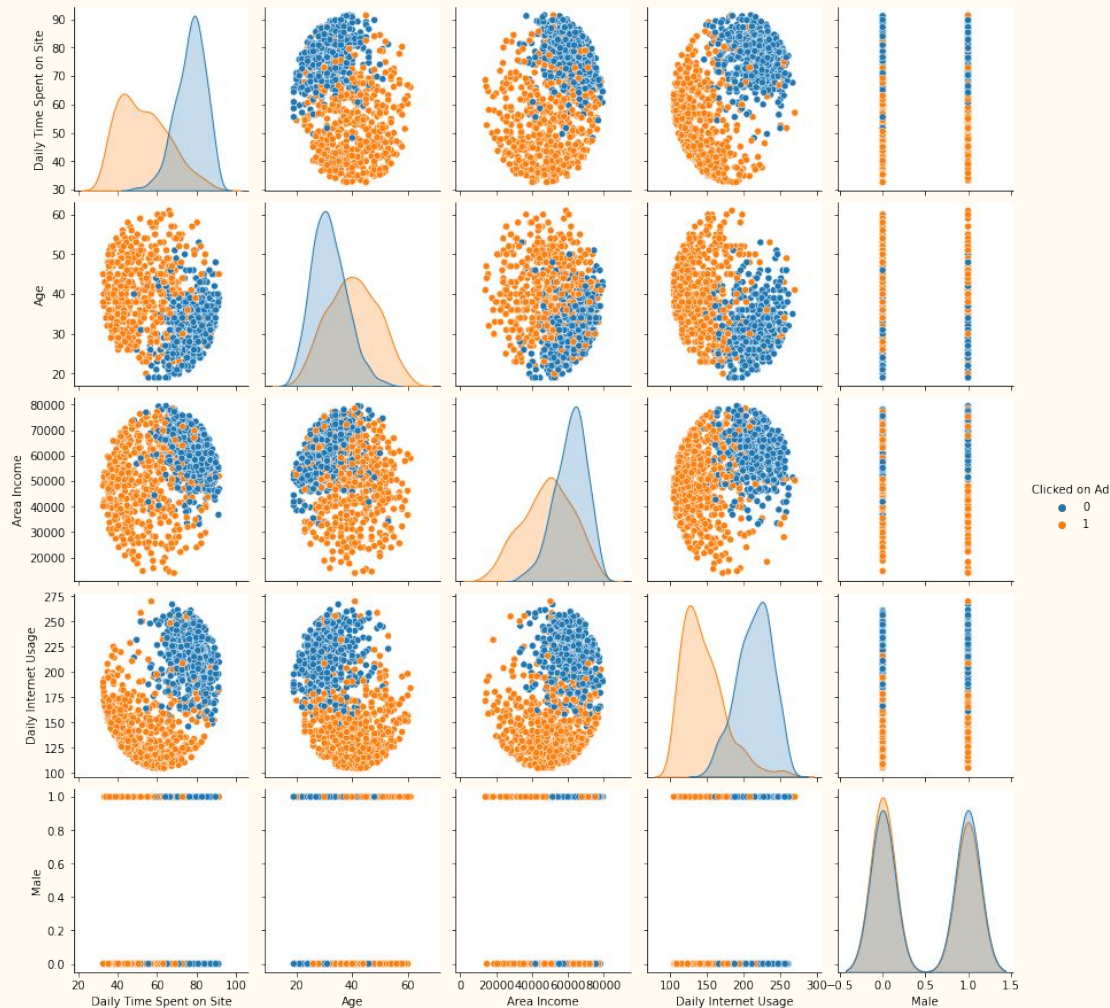 Daily Time Spent on Site
90
80
70
60
50
40
30
Age
60
50
40
30
20
Area Income
80000
70000
60000
50000
40000
30000
20000
Clicked on Ad
0
1
Daily Internet Usage
275
250
225
200
175
150
125
100
Male
1.0
0.8
0.6
0.4
0.2
0.0
20 40 60 80 100
Daily Time Spent on Site
20 40 60
Age
0 20000 40000 60000 80000
Area Income
100 150 200 250 300
Daily Internet Usage
−0.5 0.0 0.5 1.0 1.5
Male